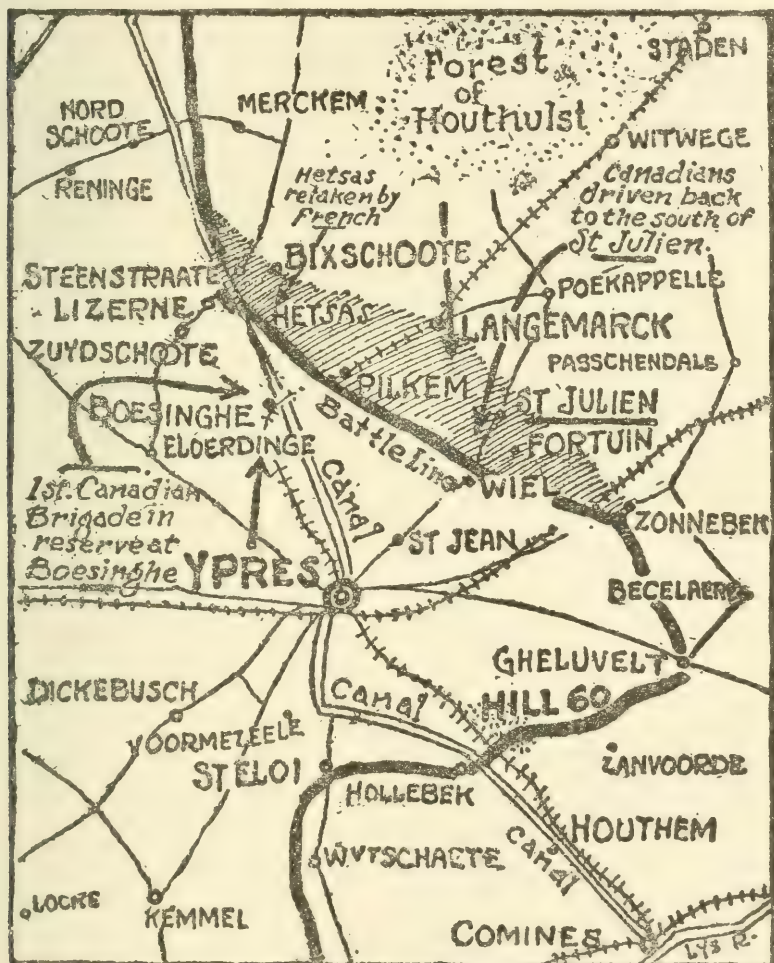 Forest
of
Houthulst
STADEN
NORD
SCHOOTE
MERCKEM
WITWEGE
RENINGE
Hetsas
retaken by
French
Canadians
driven back
to the south of
St Julien.
BIXSCHOOTE
STEENSTRAATE
LIZERNE
HETSAS
POEKAPPELLE
LANGEMARCK
ZUYDSCHOOTE
PASSCHENDALE
PILKEM
BOESINGHE
ST JULIEN
ELOERDINGE
Battle Line
FORTUIN
Canal
WIEL
1st. Canadian
Brigade in
reserve at
Boesinghe
ZONNEBEK
YPRES
ST JEAN
BECELAERE
GHELUVELT
DICKEBUSCH
Canal
HILL 60
VOORMEZEELE
ST ELOI
ZANVOORDE
HOLLEBEK
HOUTHEM
WYTSCHAETE
Canal
LOCRE
KEMMEL
COMINES
LYS R.